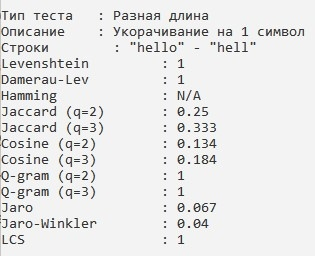 Тип теста : Разная длина
Описание : Укорачивание на 1 символ
Строки : "hello" - "hell"
Levenshtein : 1
Damerau-Lev : 1
Hamming : N/A
Jaccard (q=2) : 0.25
Jaccard (q=3) : 0.333
Cosine (q=2) : 0.134
Cosine (q=3) : 0.184
Q-gram (q=2) : 1
Q-gram (q=3) : 1
Jaro : 0.067
Jaro-Winkler : 0.04
LCS : 1